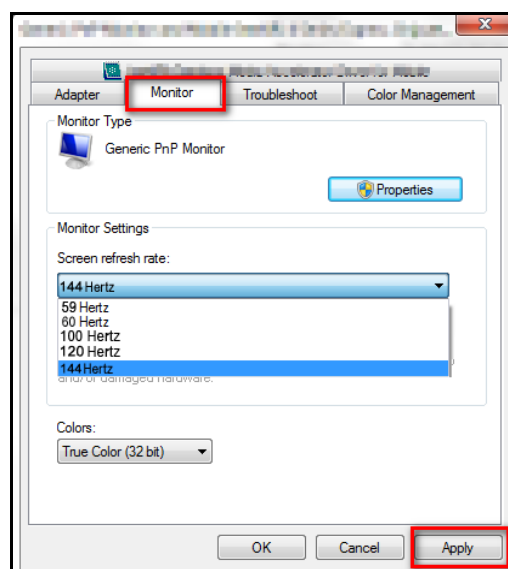 Adapter
Monitor
Troubleshoot
Color Management
Monitor Type
Generic PnP Monitor
Properties
Monitor Settings
Screen refresh rate:
144 Hertz
59 Hertz
60 Hertz
100 Hertz
120 Hertz
144 Hertz
and/or damaged hardware.
Colors:
True Color (32 bit)
OK
Cancel
Apply